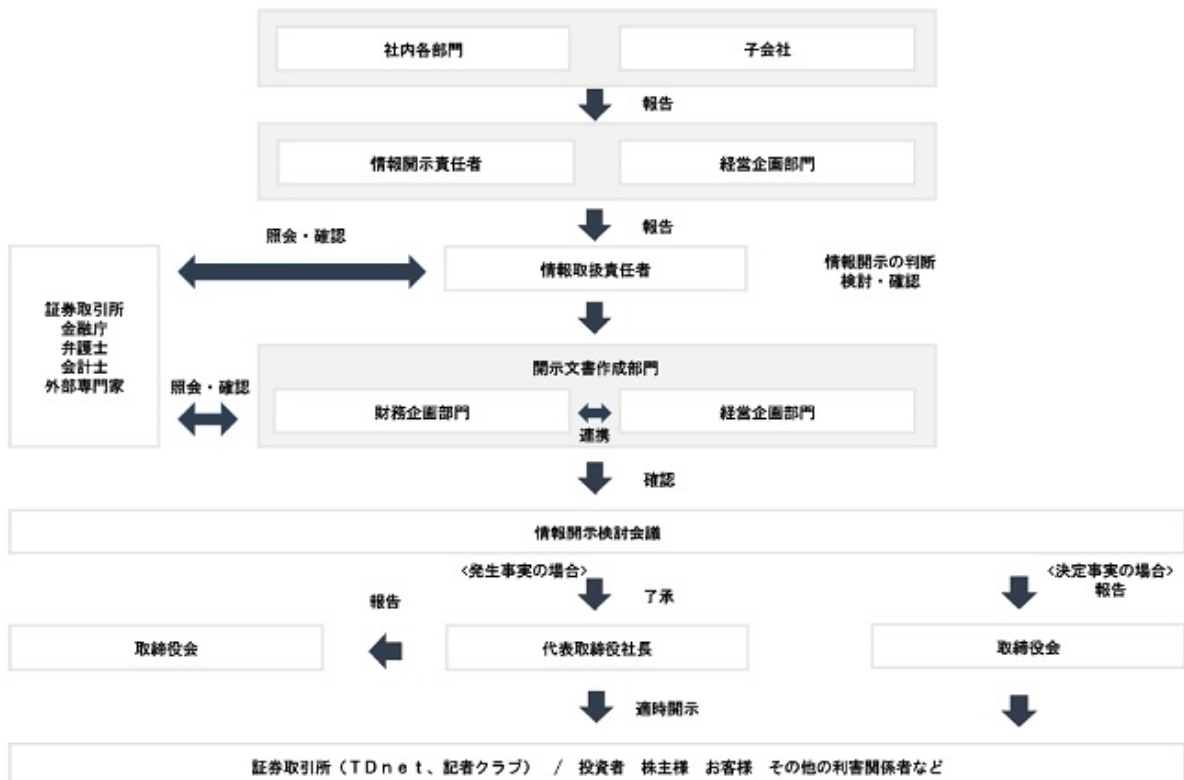 社内各部門
子会社
報告
情報開示責任者
経営企画部門
報告
照会・確認
情報取扱責任者
情報開示の判断
検討・確認
証券取引所
金融庁
弁護士
会計士
外部専門家
照会・確認
開示文書作成部門
財務企画部門
経営企画部門
連携
確認
情報開示検討会議
<発生事実の場合>
了承
<決定事実の場合>
報告
報告
取締役会
代表取締役社長
取締役会
適時開示
証券取引所（TDnet、記者クラブ） / 投資者 株主様 お客様 その他の利害関係者など